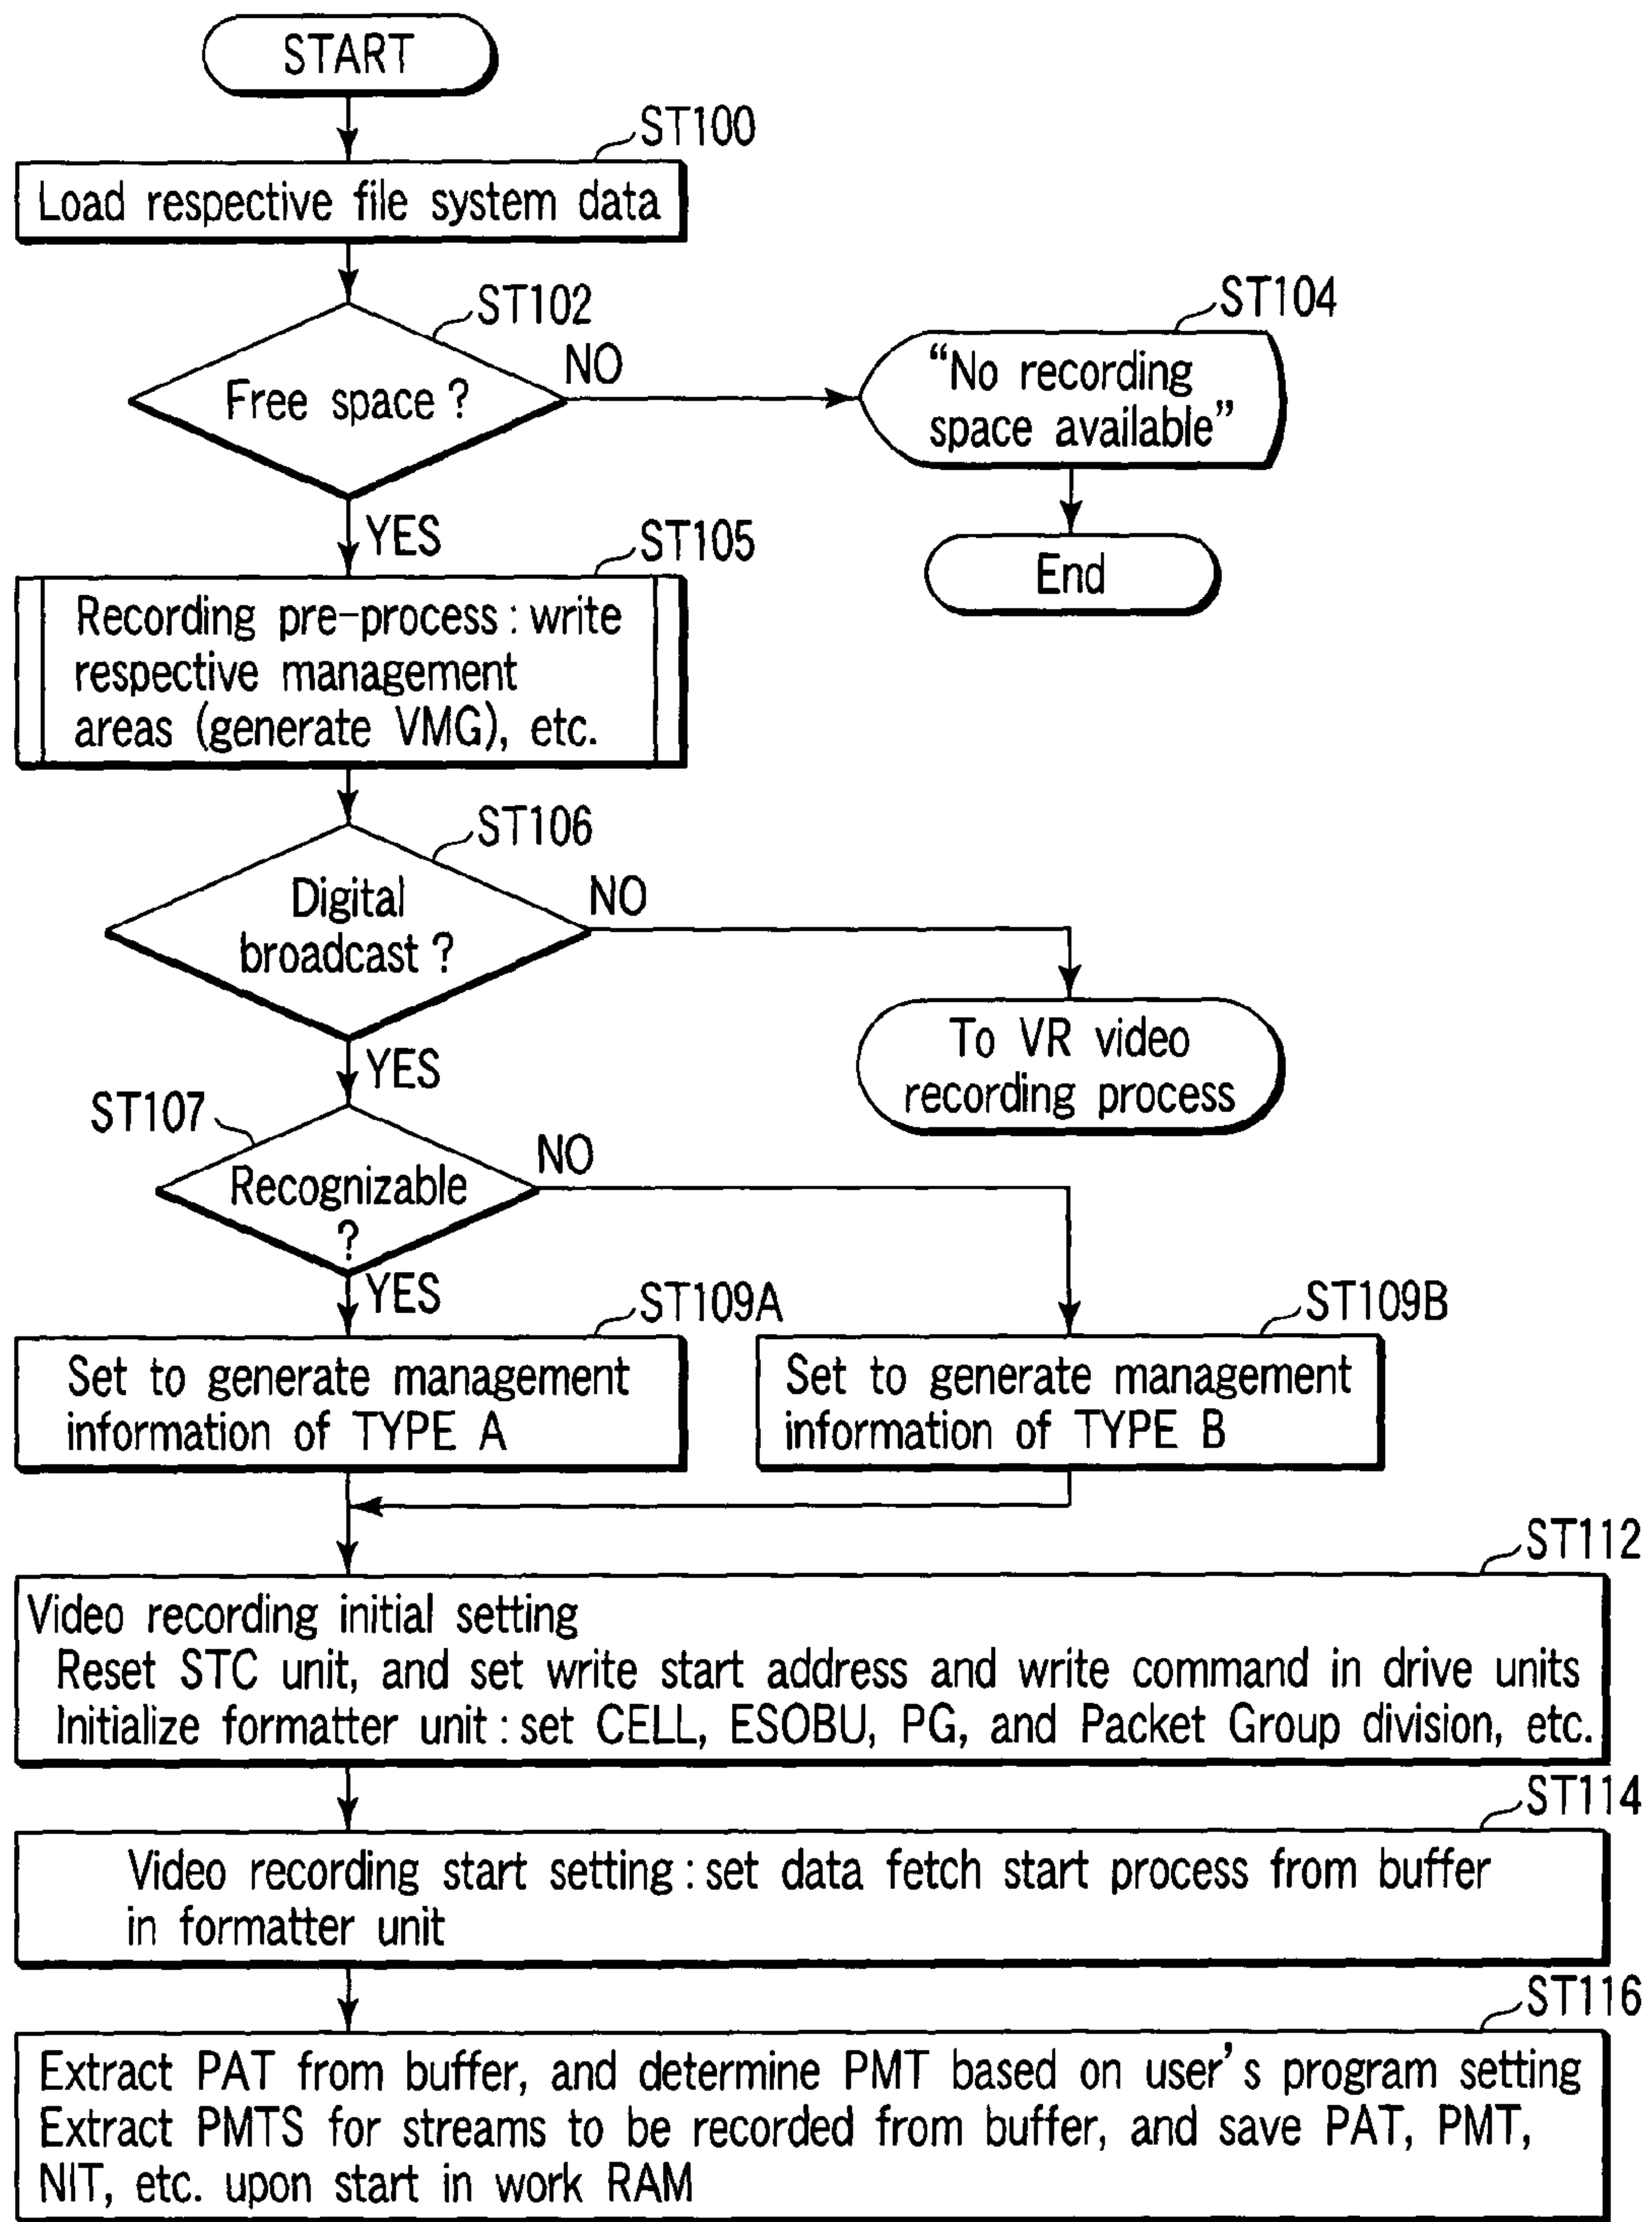 START
ST100
Load respective file system data
ST102
Free space ?
NO
ST104
“No recording
space available”
End
YES
ST105
Recording pre-process : write
respective management
areas (generate VMG), etc.
ST106
Digital
broadcast ?
NO
To VR video
recording process
YES
ST107
Recognizable
?
NO
YES
ST109A
Set to generate management
information of TYPE A
ST109B
Set to generate management
information of TYPE B
ST112
Video recording initial setting
Reset STC unit, and set write start address and write command in drive units
Initialize formatter unit : set CELL, ESOBU, PG, and Packet Group division, etc.
ST114
Video recording start setting : set data fetch start process from buffer
in formatter unit
ST116
Extract PAT from buffer, and determine PMT based on user's program setting
Extract PMTS for streams to be recorded from buffer, and save PAT, PMT,
NIT, etc. upon start in work RAM